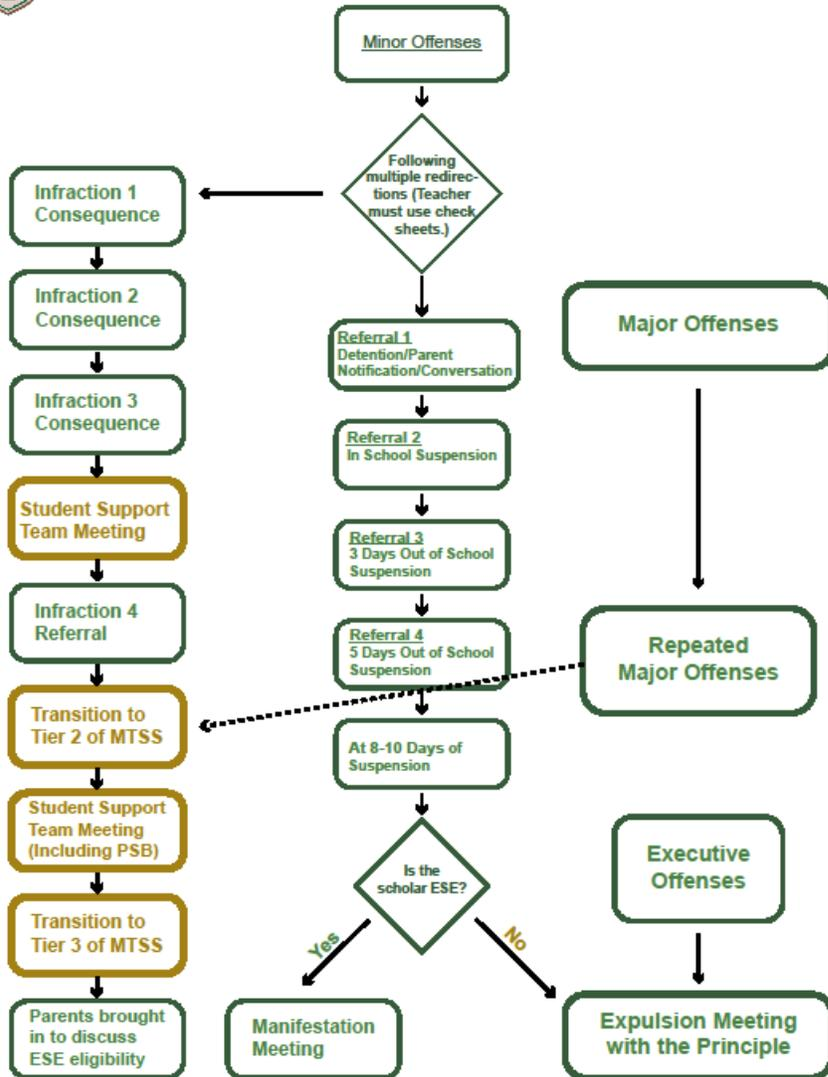 Minor Offenses
Following
multiple redirec-
tions (Teacher
must use check
sheets.)
Infraction 1
Consequence
Infraction 2
Consequence
Infraction 3
Consequence
Student Support
Team Meeting
Infraction 4
Referral
Transition to
Tier 2 of MTSS
Student Support
Team Meeting
(Including PSB)
Transition to
Tier 3 of MTSS
Parents brought
in to discuss
ESE eligibility
Referral 1
Detention/Parent
Notification/Conversation
Referral 2
In School Suspension
Referral 3
3 Days Out of School
Suspension
Referral 4
5 Days Out of School
Suspension
At 8-10 Days of
Suspension
Is the
scholar ESE?
Yes
No
Manifestation
Meeting
Major Offenses
Repeated
Major Offenses
Executive
Offenses
Expulsion Meeting
with the Principle